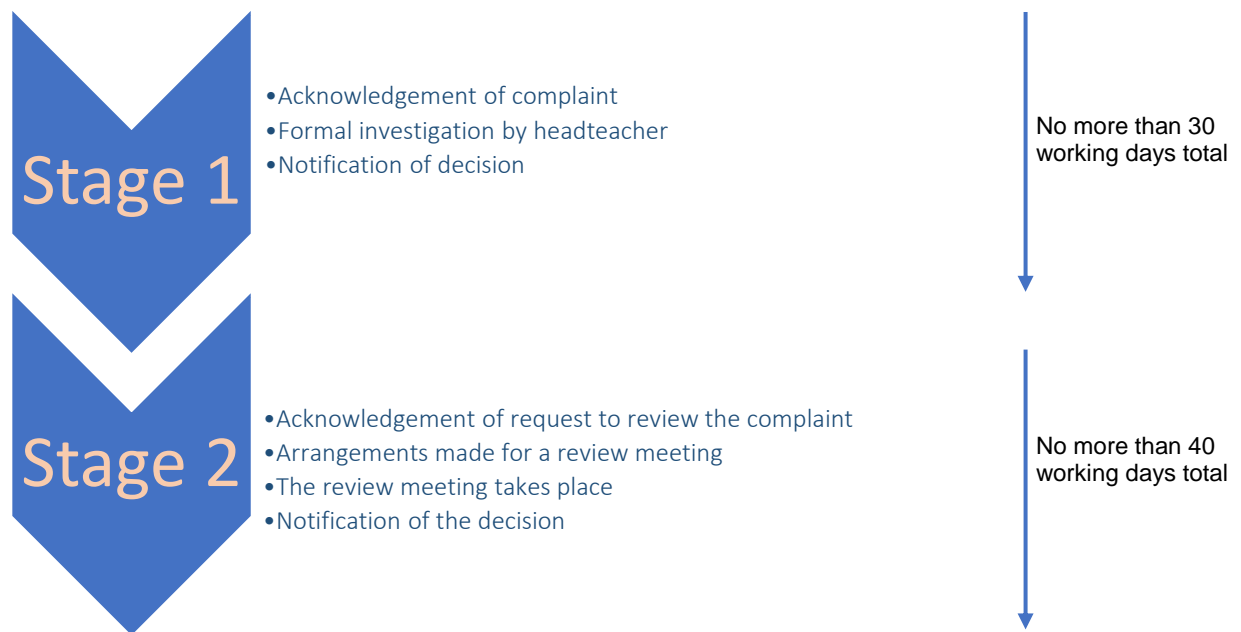 Stage 1
•Acknowledgement of complaint
•Formal investigation by headteacher
•Notification of decision
No more than 30
working days total
Stage 2
•Acknowledgement of request to review the complaint
•Arrangements made for a review meeting
•The review meeting takes place
•Notification of the decision
No more than 40
working days total